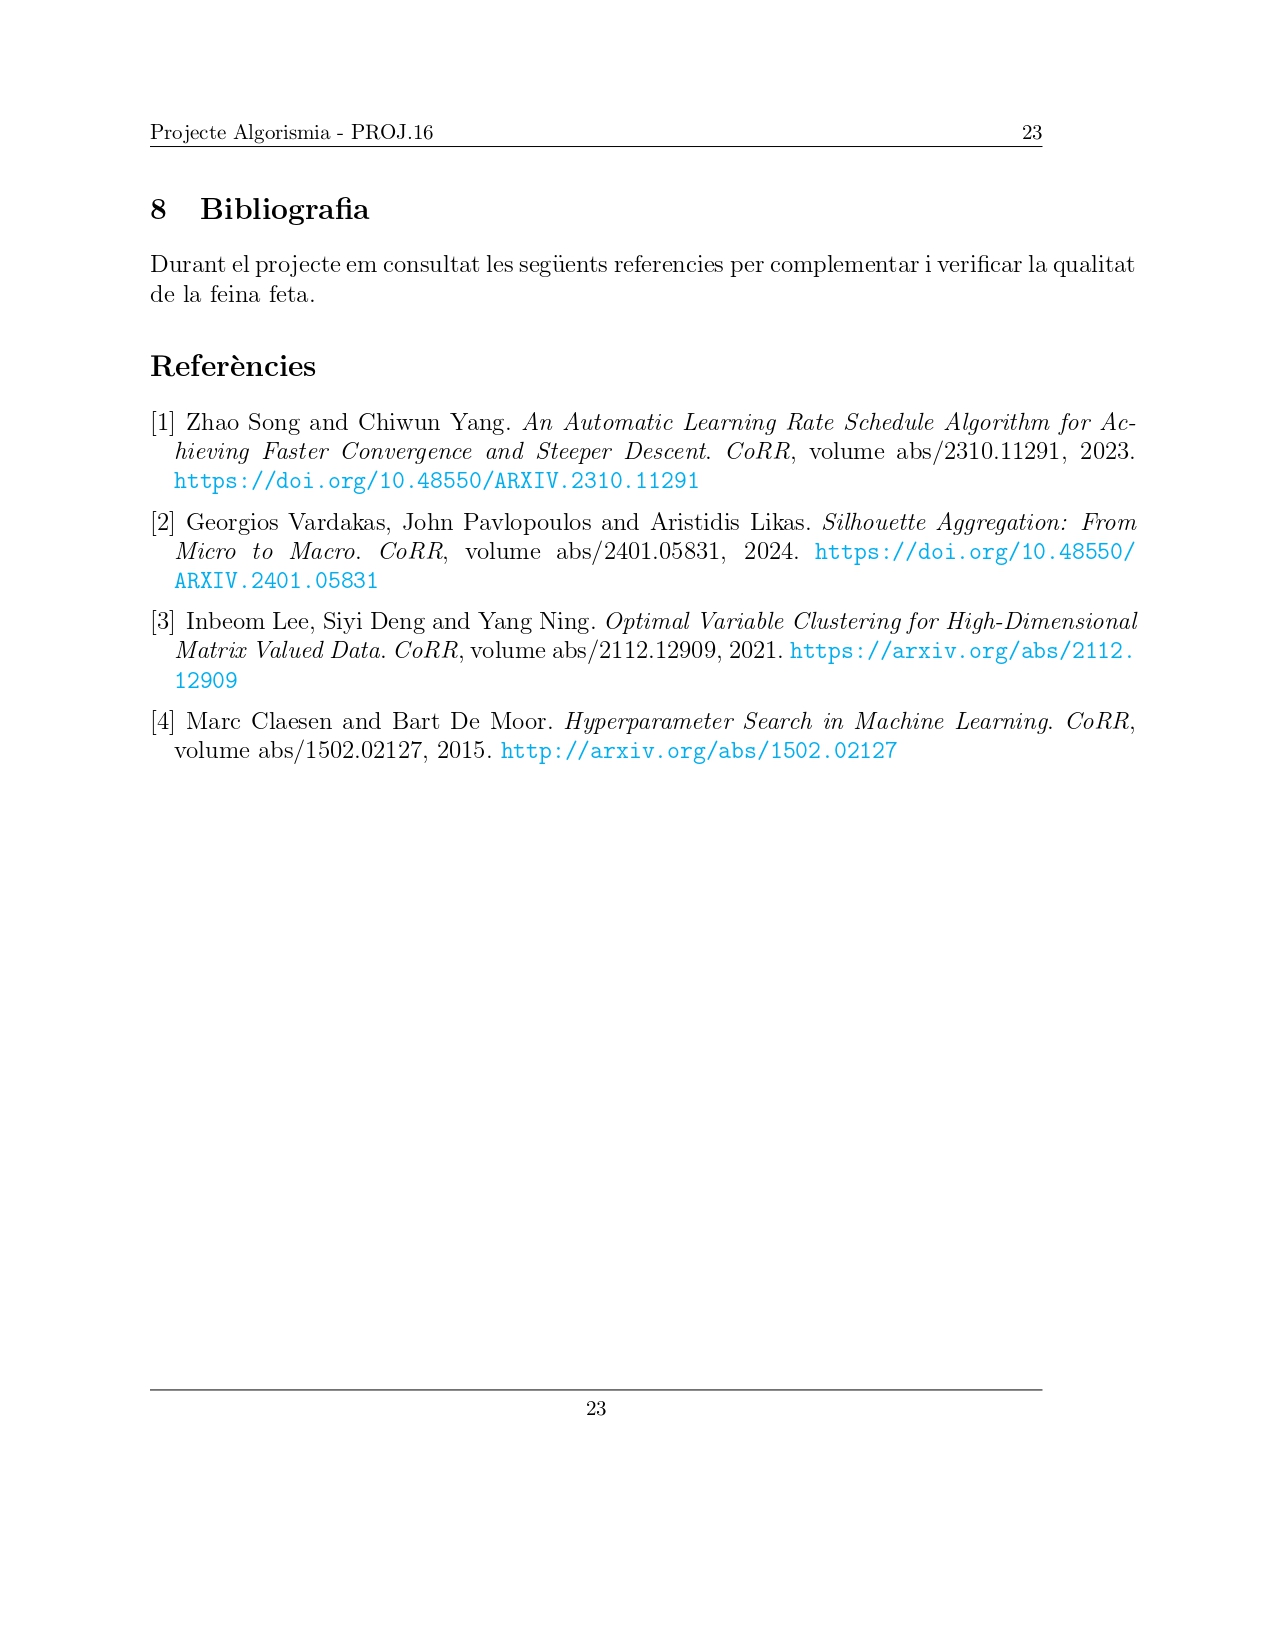 Projecte Algorismia - PROJ.16 23
8 Bibliografia
Durant el projecte em consultat les següents referencies per complementar i verificar la qualitat
de la feina feta.
Referències
[1] Zhao Song and Chiwun Yang. An Automatic Learning Rate Schedule Algorithm for Ac-
hieving Faster Convergence and Steeper Descent. CoRR, volume abs/2310.11291, 2023.
https://doi.org/10.48550/ARXIV.2310.11291
[2] Georgios Vardakas, John Pavlopoulos and Aristidis Likas. Silhouette Aggregation: From
Micro to Macro. CoRR, volume abs/2401.05831, 2024. https://doi.org/10.48550/
ARXIV.2401.05831
[3] Inbeom Lee, Siyi Deng and Yang Ning. Optimal Variable Clustering for High-Dimensional
Matrix Valued Data. CoRR, volume abs/2112.12909, 2021. https://arxiv.org/abs/2112.
12909
[4] Marc Claesen and Bart De Moor. Hyperparameter Search in Machine Learning. CoRR,
volume abs/1502.02127, 2015. http://arxiv.org/abs/1502.02127
23